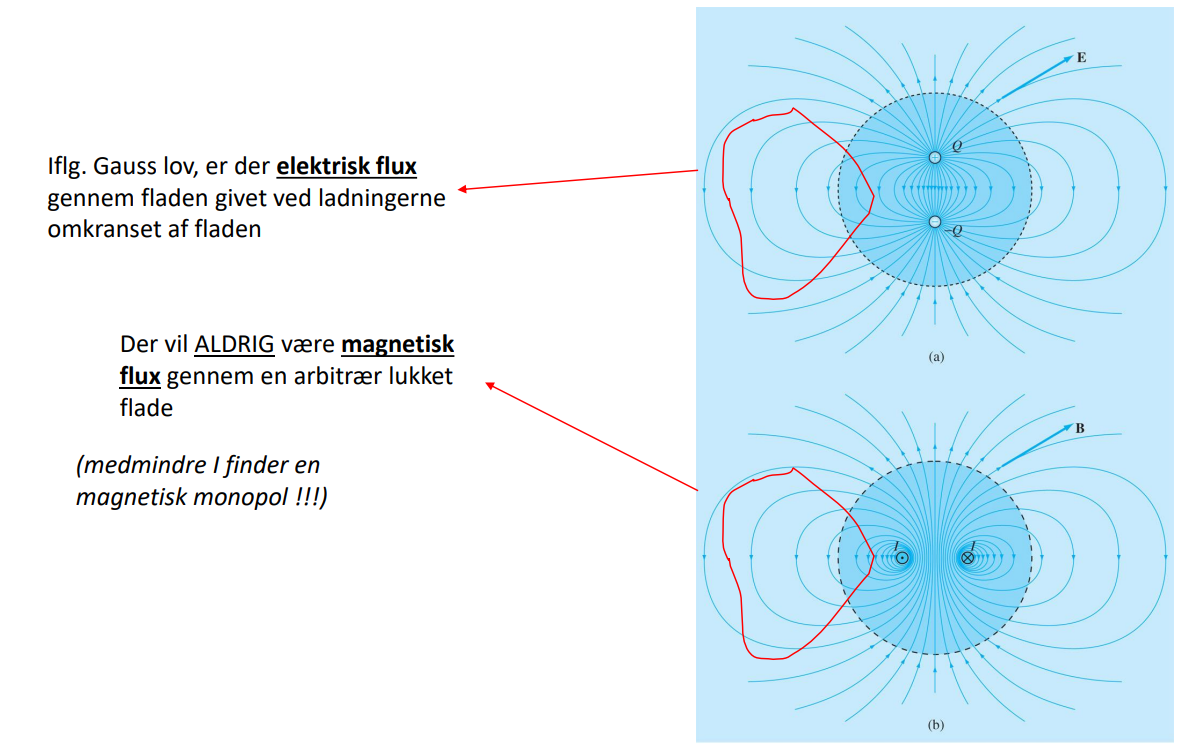 Iflg. Gauss lov, er der elektrisk flux
gennem fladen givet ved ladningerne
omkranset af fladen
Der vil ALDRIG være magnetisk
flux gennem en arbitrær lukket
flade
(medmindre I finder en
magnetisk monopol !!!)
E
Q
+
−
−Q
(a)
B
I
I
(b)